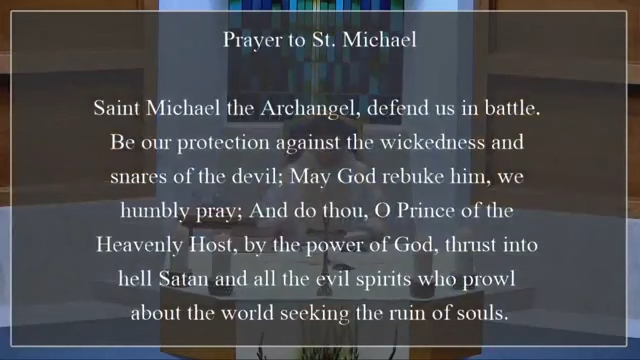 Prayer to St. Michael
Saint Michael the Archangel, defend us in battle.
Be our protection against the wickedness and
snares of the devil; May God rebuke him, we
humbly pray; And do thou, O Prince of the
Heavenly Host, by the power of God, thrust into
hell Satan and all the evil spirits who prowl
about the world seeking the ruin of souls.